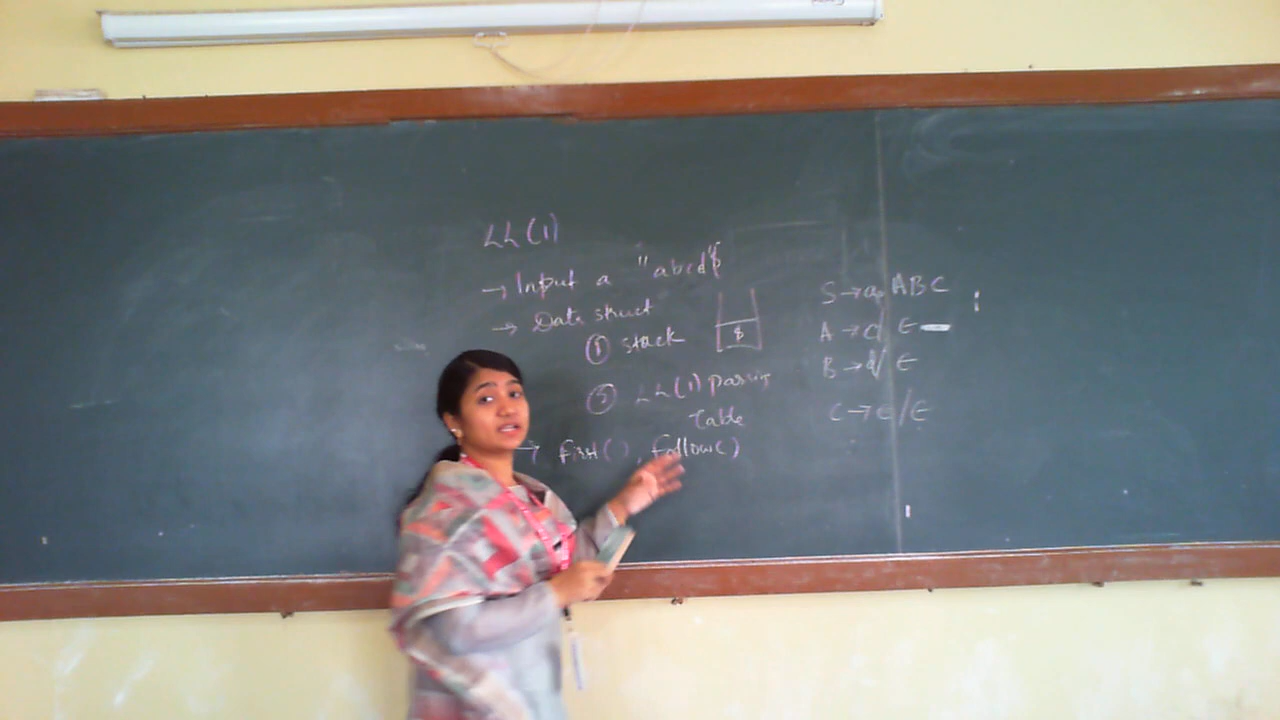 LL(1)
→ Input a "abcd$"
→ Data struct
① stack
$
② LL(1) parsing
Table
→ first( ), follow( )
S → a ABC
A → c/ ϵ
B → d/ ϵ
C → e/ϵ